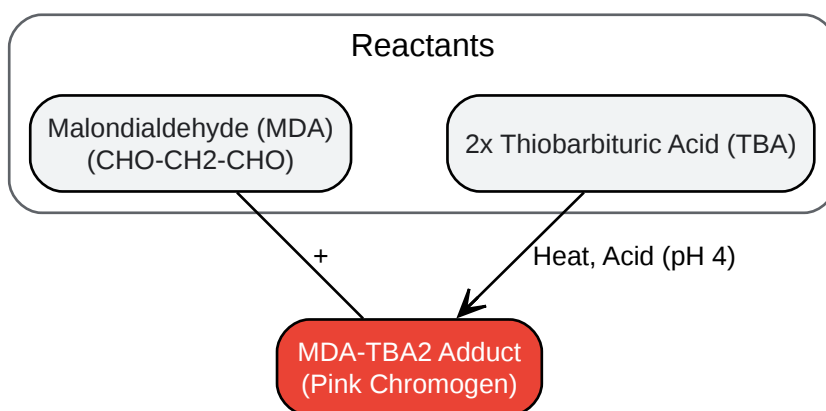 Reactants
Malondialdehyde (MDA)
(CHO-CH2-CHO)
2x Thiobarbituric Acid (TBA)
+
Heat, Acid (pH 4)
MDA-TBA2 Adduct
(Pink Chromogen)